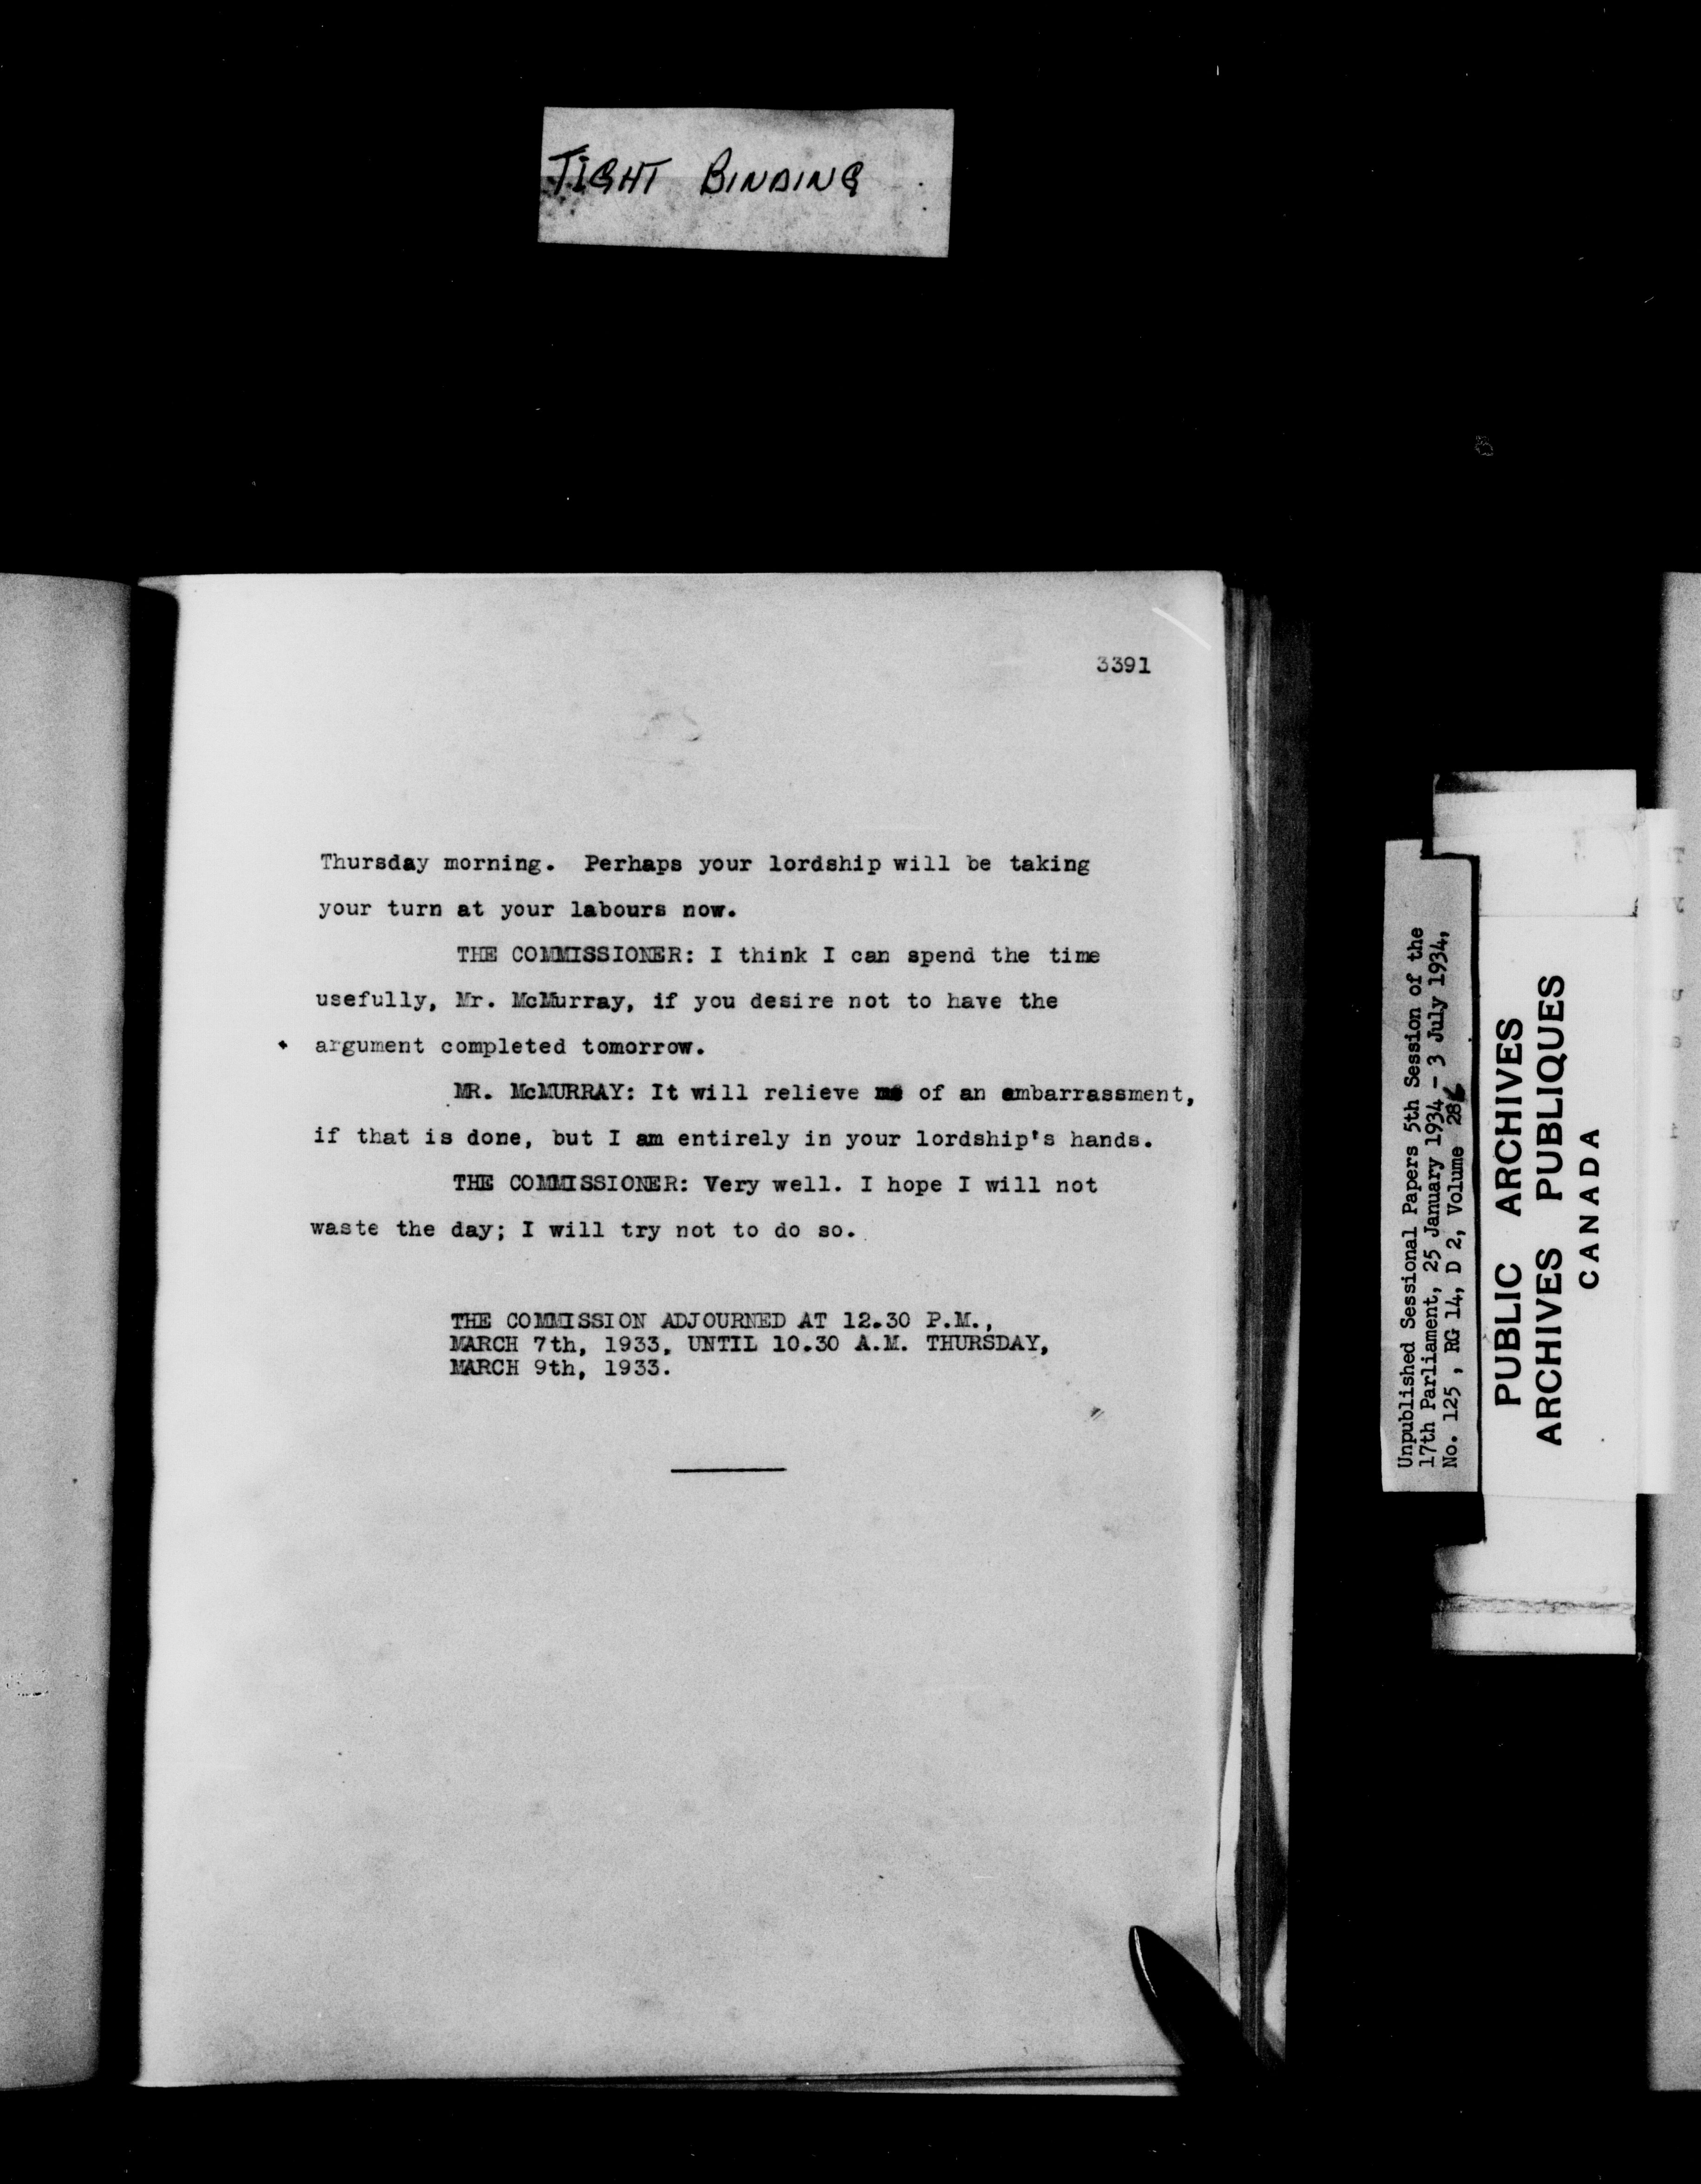 TIGHT BINDING
3391
Thursday morning. Perhaps your lordship will be taking
your turn at your labours now.
THE COMMISSIONER: I think I can spend the time
usefully, Mr. McMurray, if you desire not to have the
argument completed tomorrow.
MR. McMURRAY: It will relieve me of an embarrassment,
if that is done, but I am entirely in your lordship's hands.
THE COMMISSIONER: Very well. I hope I will not
waste the day; I will try not to do so.
THE COMMISSION ADJOURNED AT 12.30 P.M.,
MARCH 7th, 1933, UNTIL 10.30 A.M. THURSDAY,
MARCH 9th, 1933.
Unpublished Sessional Papers 5th Session of the
17th Parliament, 25 January 1934 - 3 July 1934,
No. 125 , RG 14, D 2, Volume
PUBLIC ARCHIVES
ARCHIVES PUBLIQUES
CANADA